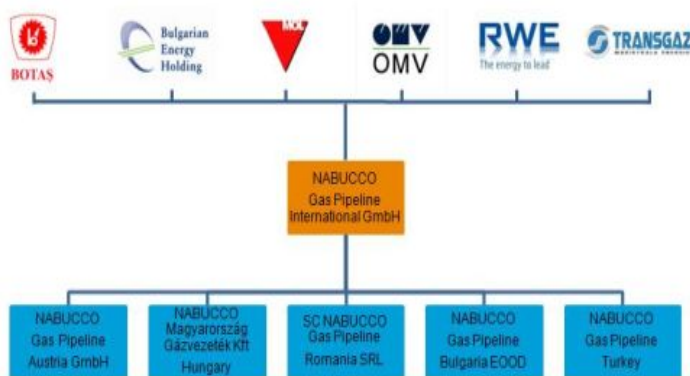 BOTAŞ
Bulgarian
Energy
Holding
MOL
OMV
OMV
RWE
The energy to lead
TRANSGAZ
NABUCCO
Gas Pipeline
International GmbH
NABUCCO
Gas Pipeline
Austria GmbH
NABUCCO
Magyarország
Gázvezeték Kft
Hungary
SC NABUCCO
Gas Pipeline
Romania SRL
NABUCCO
Gas Pipeline
Bulgaria EOOD
NABUCCO
Gas Pipeline
Turkey